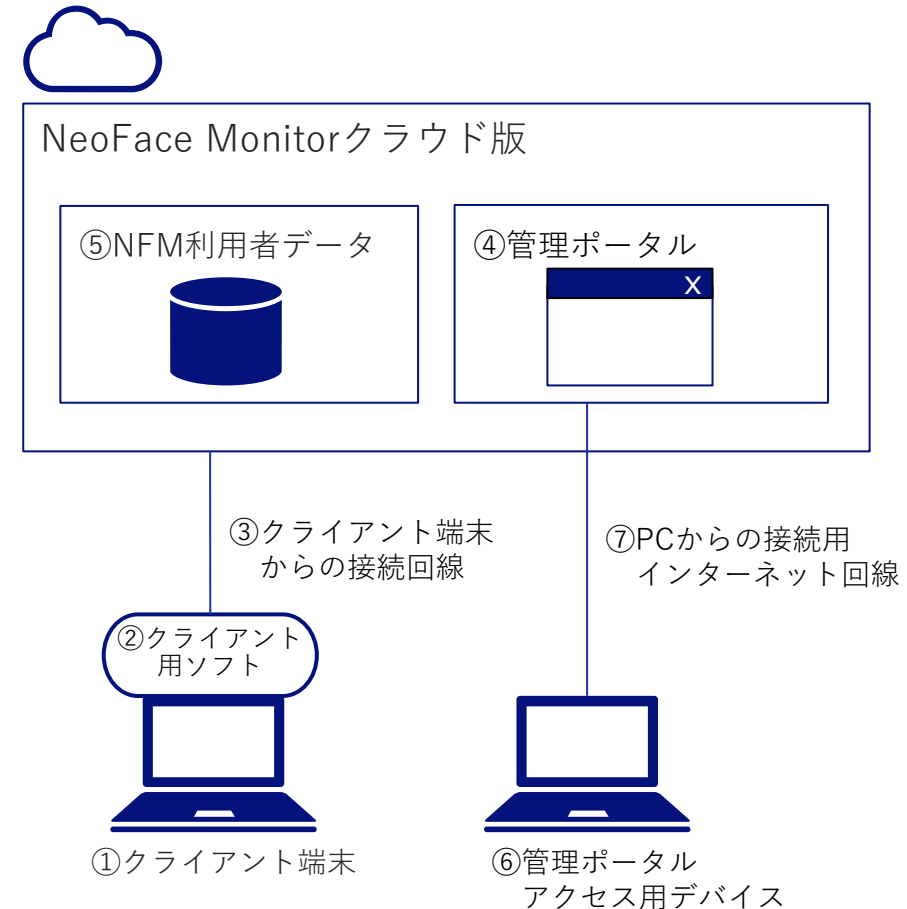 NeoFace Monitorクラウド版
⑤NFM利用者データ
④管理ポータル
X
③クライアント端末
からの接続回線
⑦PCからの接続用
インターネット回線
②クライアント
用ソフト
①クライアント端末
⑥管理ポータル
アクセス用デバイス